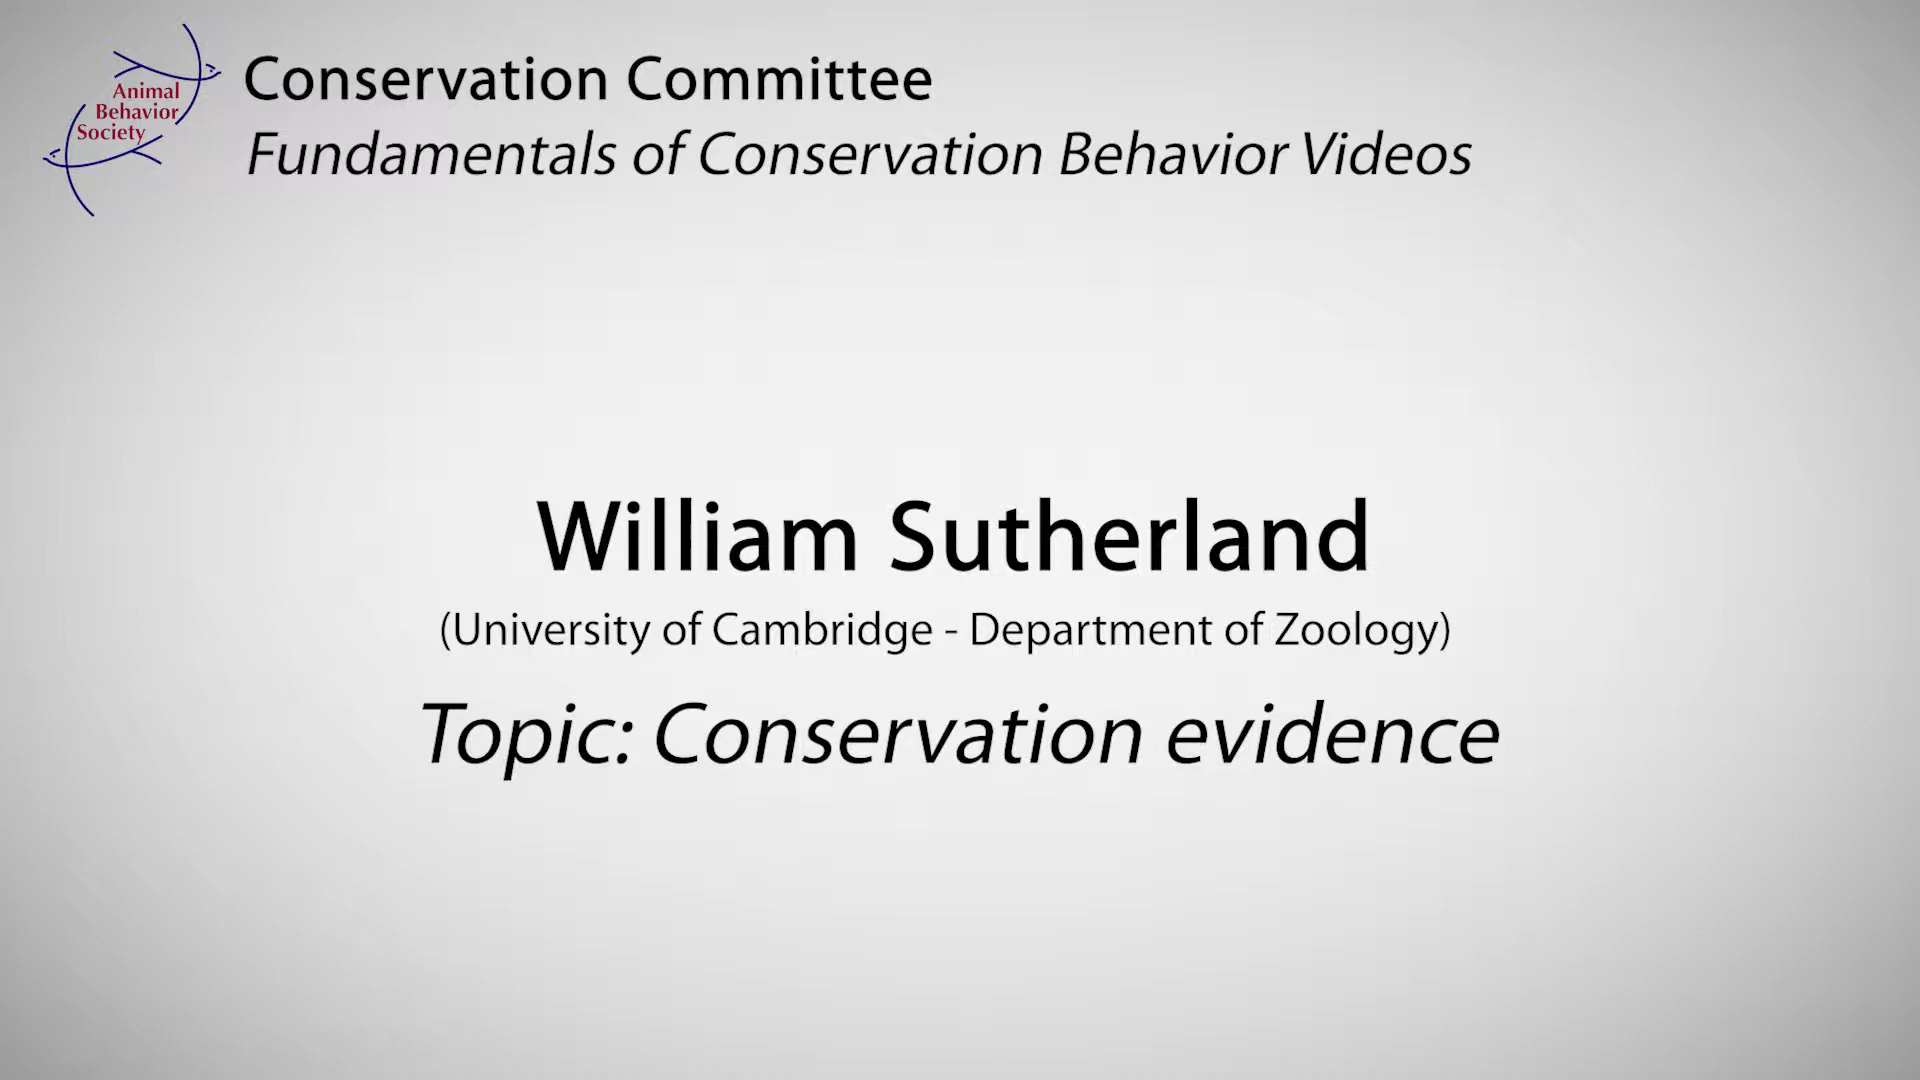 Animal
Behavior
Society
Conservation Committee
Fundamentals of Conservation Behavior Videos
William Sutherland
(University of Cambridge - Department of Zoology)
Topic: Conservation evidence